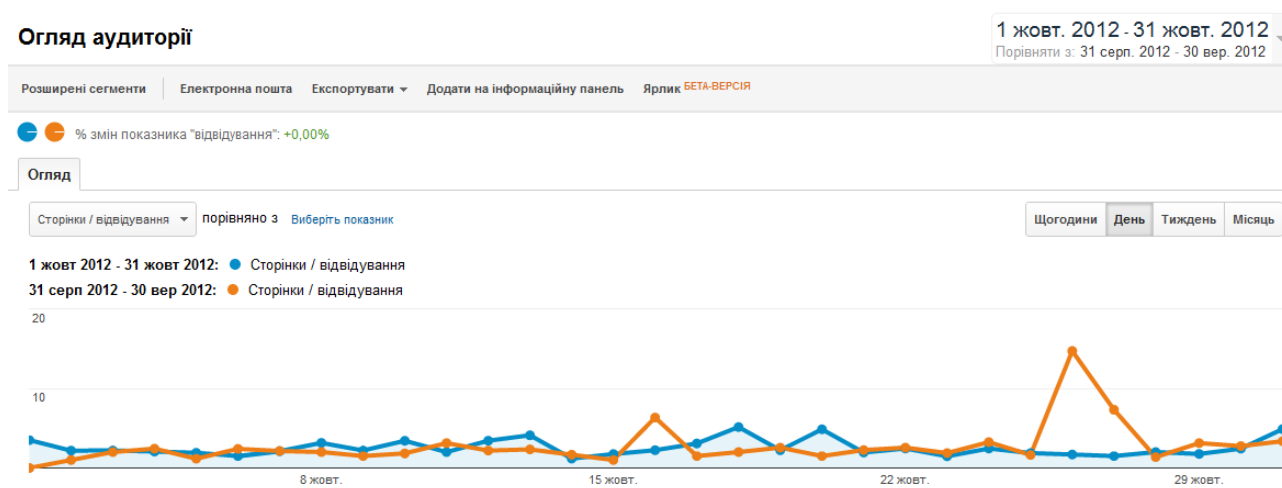 Огляд аудиторії
1 жовт. 2012 - 31 жовт. 2012
Порівняти з: 31 серп. 2012 - 30 вер. 2012
Розширені сегменти Електронна пошта Експортувати Додати на інформаційну панель Ярлик БЕТА-ВЕРСІЯ
% змін показника "відвідування": +0,00%
Огляд
Сторінки / відвідування порівняно з Виберіть показник Щогодини День Тиждень Місяць
1 жовт 2012 - 31 жовт 2012: Сторінки / відвідування
31 серп 2012 - 30 вер 2012: Сторінки / відвідування
20
10
8 жовт. 15 жовт. 22 жовт. 29 жовт.